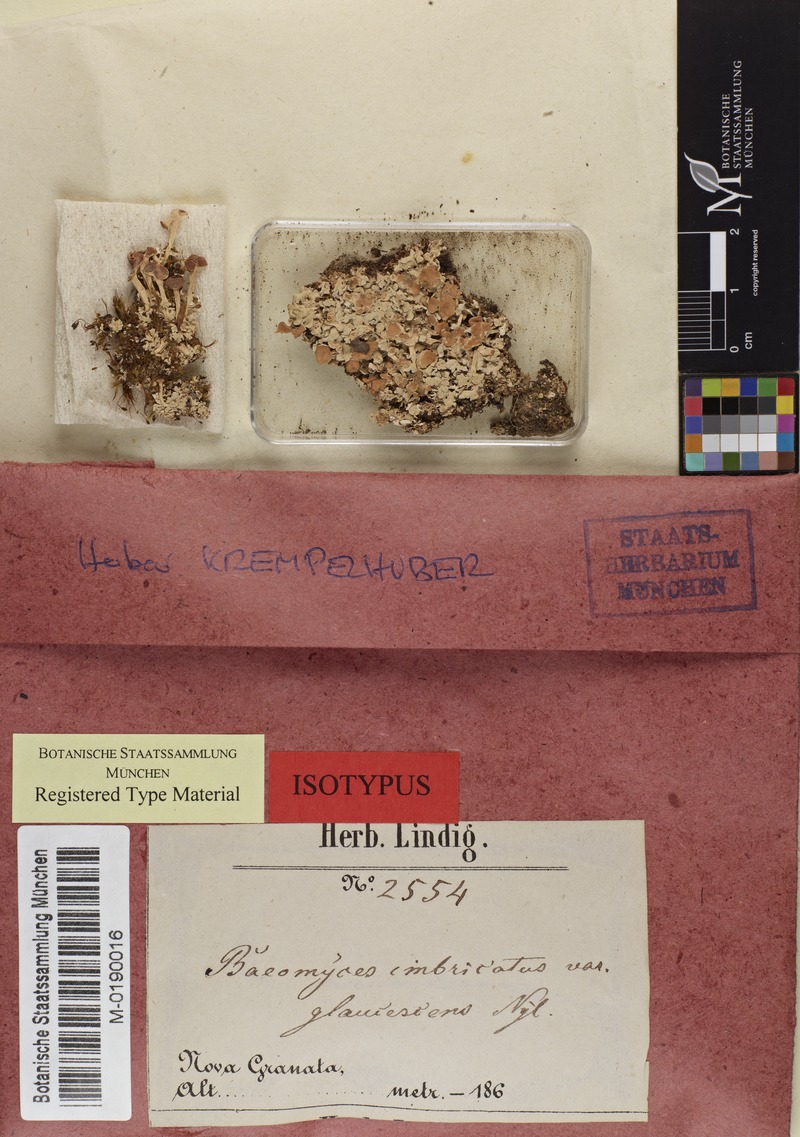 BOTANISCHE
STAATSSAMMLUNG
MÜNCHEN
0 1 2
cm
copyright reserved
Herbar KREMPELHUBER
STAATS-
HERBARIUM
MÜNCHEN
BOTANISCHE STAATSSAMMLUNG
MÜNCHEN
Registered Type Material
ISOTYPUS
Botanische Staatssammlung München
M-0190016
Herb. Lindig.
No. 2554
Baeomyces imbricatus var.
glaucescens Nyl.
Nova Granata,
Alt. metr. — 186